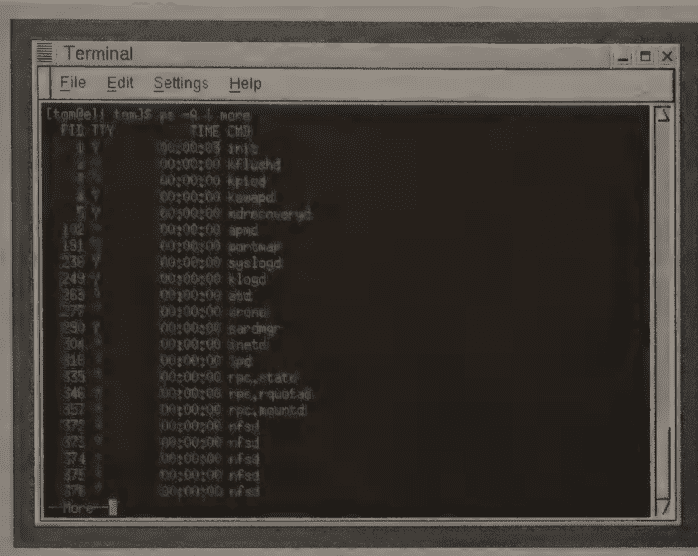 Terminal
File Edit Settings Help
[tom@eli tom]$ ps -A | more
PID TTY TIME CMD
1 ? 00:00:03 init
2 ? 00:00:00 kflushd
3 ? 00:00:00 kpiod
4 ? 00:00:00 kswapd
5 ? 00:00:00 mdrecoveryd
? 00:00:00 apmd
191 ? 00:00:00 portmap
? 00:00:00 syslogd
249 ? 00:00:00 klogd
263 ? 00:00:00 atd
277 ? 00:00:00 crond
290 ? 00:00:00 cardmgr
304 ? 00:00:00 inetd
318 ? 00:00:00 lpd
335 ? 00:00:00 rpc.statd
346 ? 00:00:00 rpc.rquotad
357 ? 00:00:00 rpc.mountd
372 ? 00:00:00 nfsd
373 ? 00:00:00 nfsd
374 ? 00:00:00 nfsd
375 ? 00:00:00 nfsd
376 ? 00:00:00 nfsd
--More--